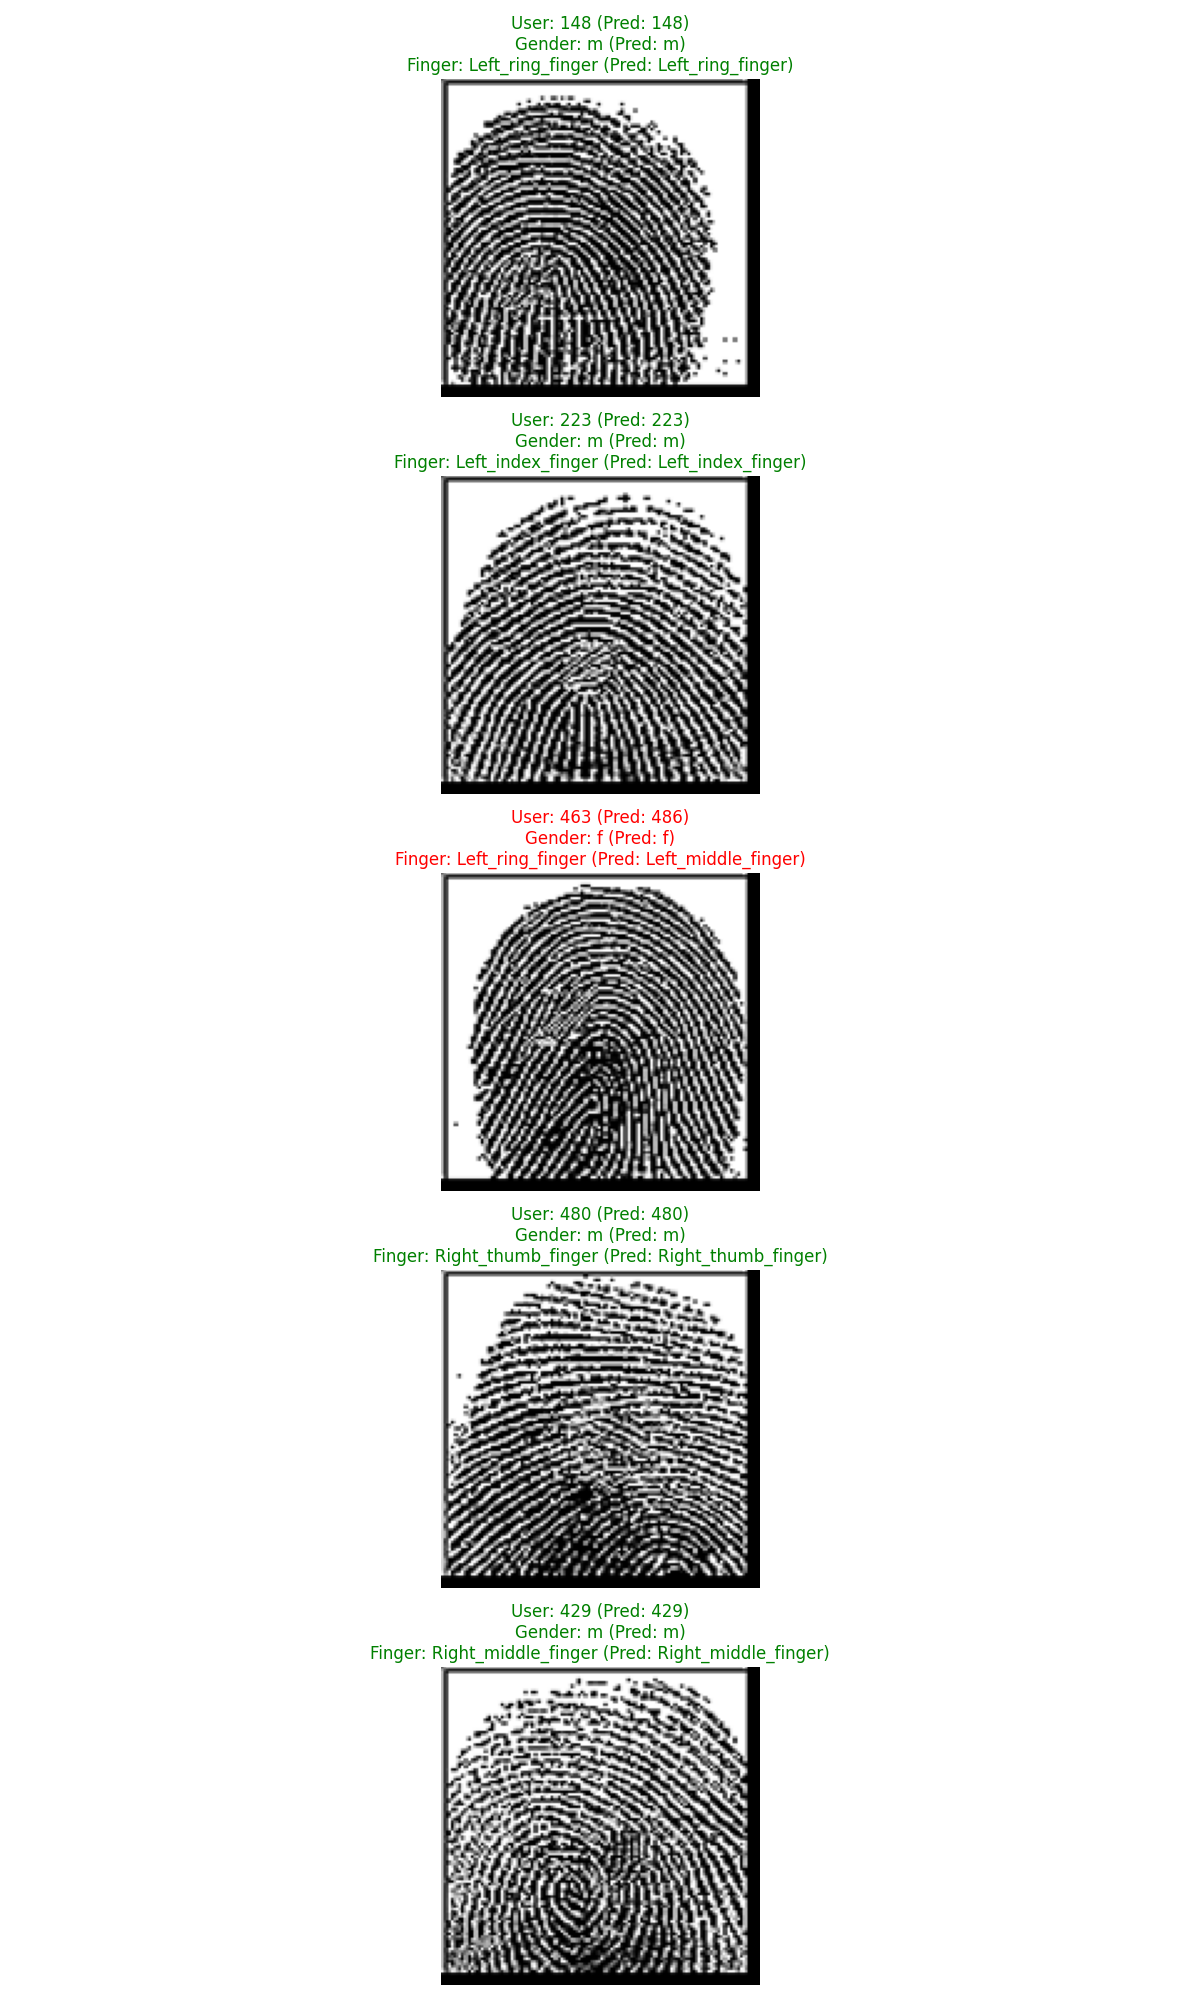 User: 148 (Pred: 148)
Gender: m (Pred: m)
Finger: Left_ring_finger (Pred: Left_ring_finger)
User: 223 (Pred: 223)
Gender: m (Pred: m)
Finger: Left_index_finger (Pred: Left_index_finger)
User: 463 (Pred: 486)
Gender: f (Pred: f)
Finger: Left_ring_finger (Pred: Left_middle_finger)
User: 480 (Pred: 480)
Gender: m (Pred: m)
Finger: Right_thumb_finger (Pred: Right_thumb_finger)
User: 429 (Pred: 429)
Gender: m (Pred: m)
Finger: Right_middle_finger (Pred: Right_middle_finger)